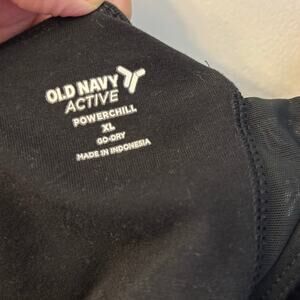 OLD NAVY
ACTIVE
POWERCHILL
XL
GO-DRY
MADE IN INDONESIA